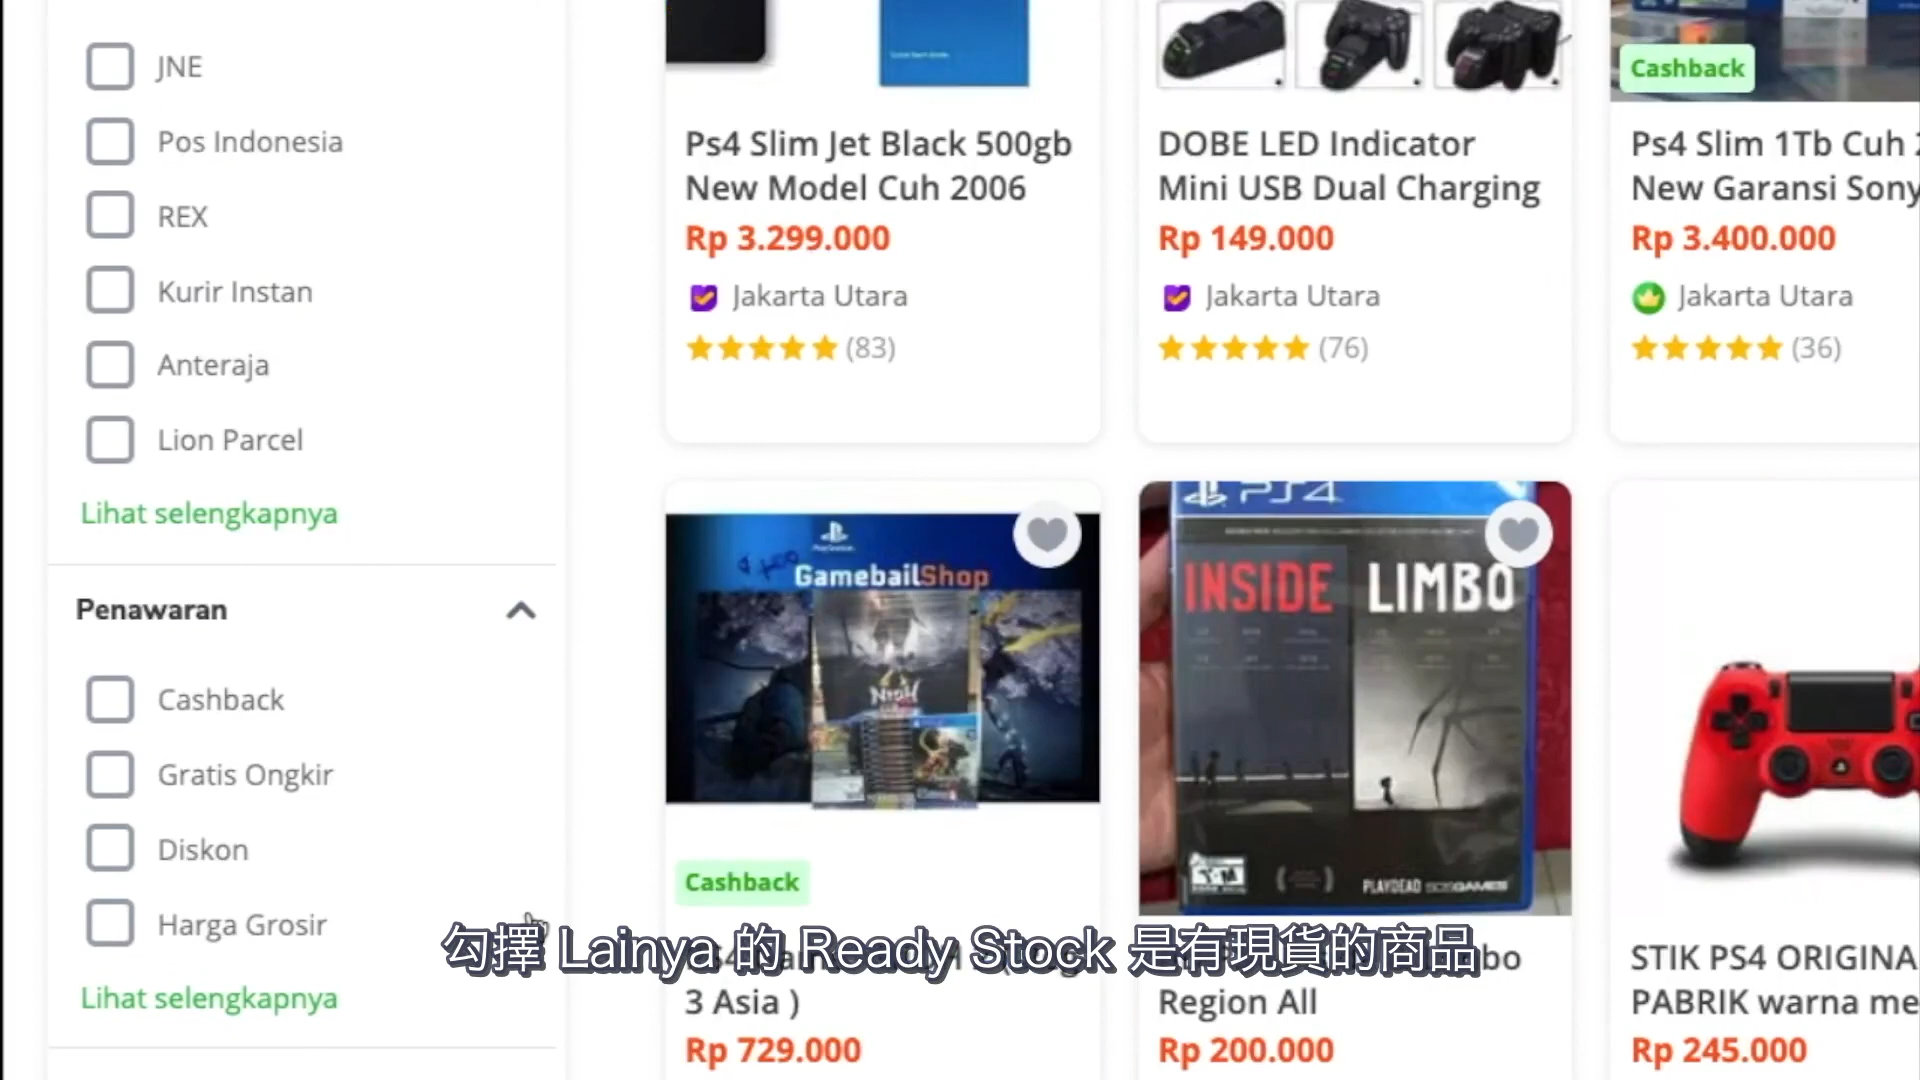 JNE
Pos Indonesia
REX
Kurir Instan
Anteraja
Lion Parcel
Lihat selengkapnya
Penawaran
Cashback
Gratis Ongkir
Diskon
Harga Grosir
Lihat selengkapnya
Ps4 Slim Jet Black 500gb
New Model Cuh 2006
Rp 3.299.000
Jakarta Utara
(83)
DOBE LED Indicator
Mini USB Dual Charging
Rp 149.000
Jakarta Utara
(76)
Cashback
Ps4 Slim 1Tb Cuh
New Garansi Sony
Rp 3.400.000
Jakarta Utara
(36)
PlayStation
GamebailShop
NIOH
Cashback
3 Asia )
Rp 729.000
PS4
INSIDE LIMBO
PLAYDEAD 505GAMES
Region All
Rp 200.000
STIK PS4 ORIGINA
PABRIK warna me
Rp 245.000
勾擇 Lainya 的 Ready Stock 是有現貨的商品